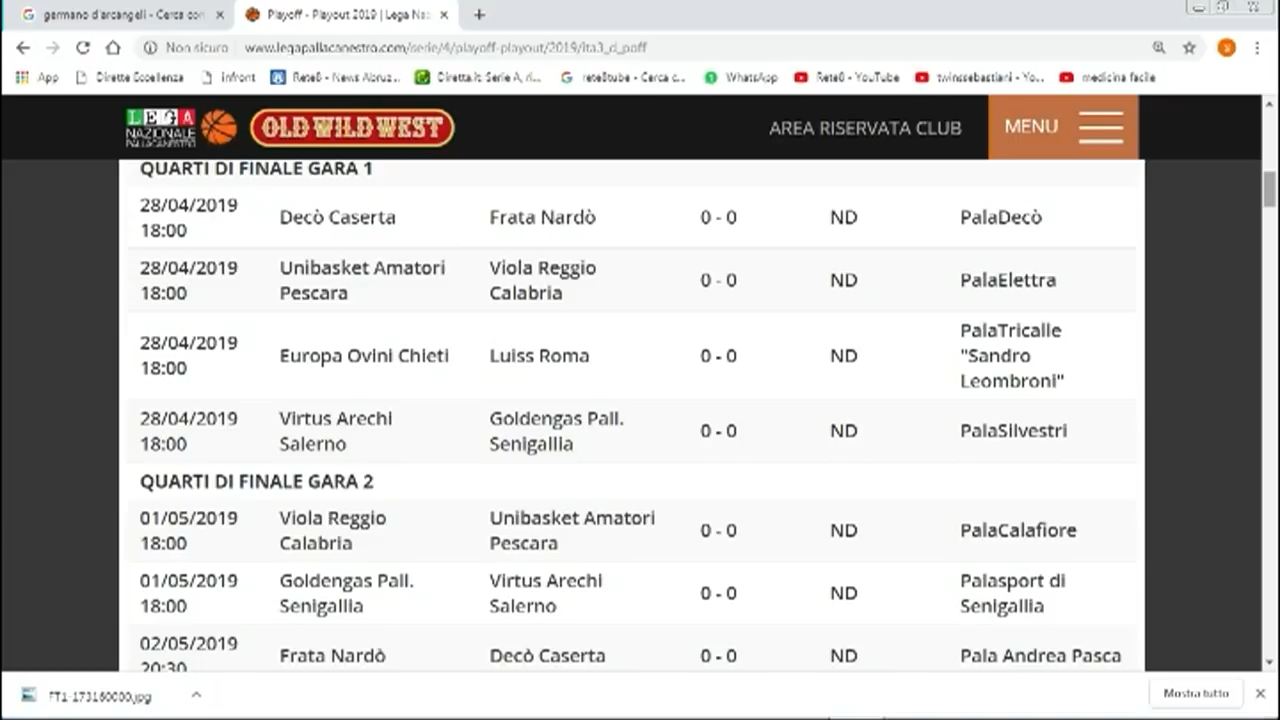 germano d'arcangeli - Cerca con
Playoff - Playout 2019 | Lega Na
Non sicuro
www.legapallacanestro.com/serie/4/playoff-playout/2019/ita3_d_poff
App
Dirette Eccellenza
infront
Rete8 - News Abruz...
Diretta.it: Serie A, ri...
rete8tube - Cerca c...
WhatsApp
Rete8 - YouTube
twinssebastiani - Yo...
medicina facile
LEGA
NAZIONALE
PALLACANESTRO
OLD WILD WEST
AREA RISERVATA CLUB
MENU
QUARTI DI FINALE GARA 1
28/04/2019
18:00
Decò Caserta
Frata Nardò
0 - 0
ND
PalaDecò
28/04/2019
18:00
Unibasket Amatori
Pescara
Viola Reggio
Calabria
0 - 0
ND
PalaElettra
28/04/2019
18:00
Europa Ovini Chieti
Luiss Roma
0 - 0
ND
PalaTricalle
"Sandro
Leombroni"
28/04/2019
18:00
Virtus Arechi
Salerno
Goldengas Pall.
Senigallia
0 - 0
ND
PalaSilvestri
QUARTI DI FINALE GARA 2
01/05/2019
18:00
Viola Reggio
Calabria
Unibasket Amatori
Pescara
0 - 0
ND
PalaCalafiore
01/05/2019
18:00
Goldengas Pall.
Senigallia
Virtus Arechi
Salerno
0 - 0
ND
Palasport di
Senigallia
02/05/2019
20:30
Frata Nardò
Decò Caserta
0 - 0
ND
Pala Andrea Pasca
FT1-173160000.jpg
Mostra tutto